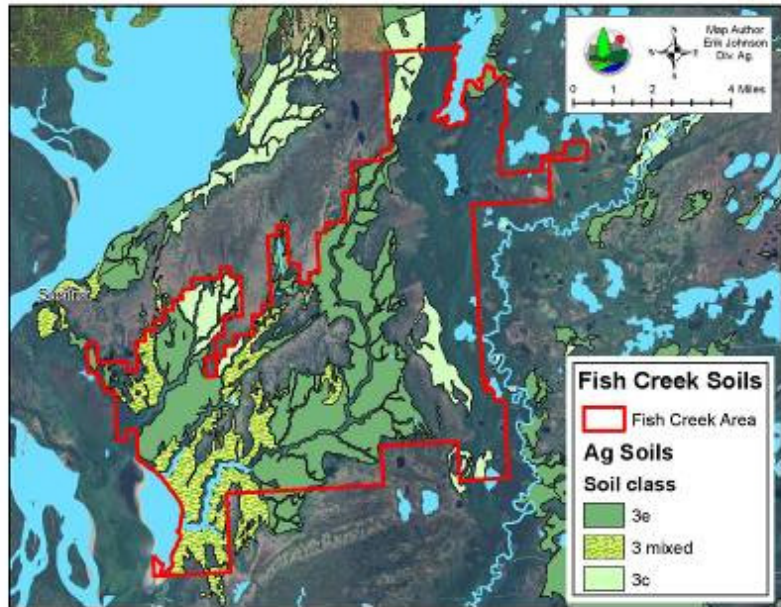 Map Author
Erik Johnson
Div. Ag.
N
W
E
S
0 1 2 4 Miles
Fish Creek Soils
Fish Creek Area
Ag Soils
Soil class
3e
3 mixed
3c